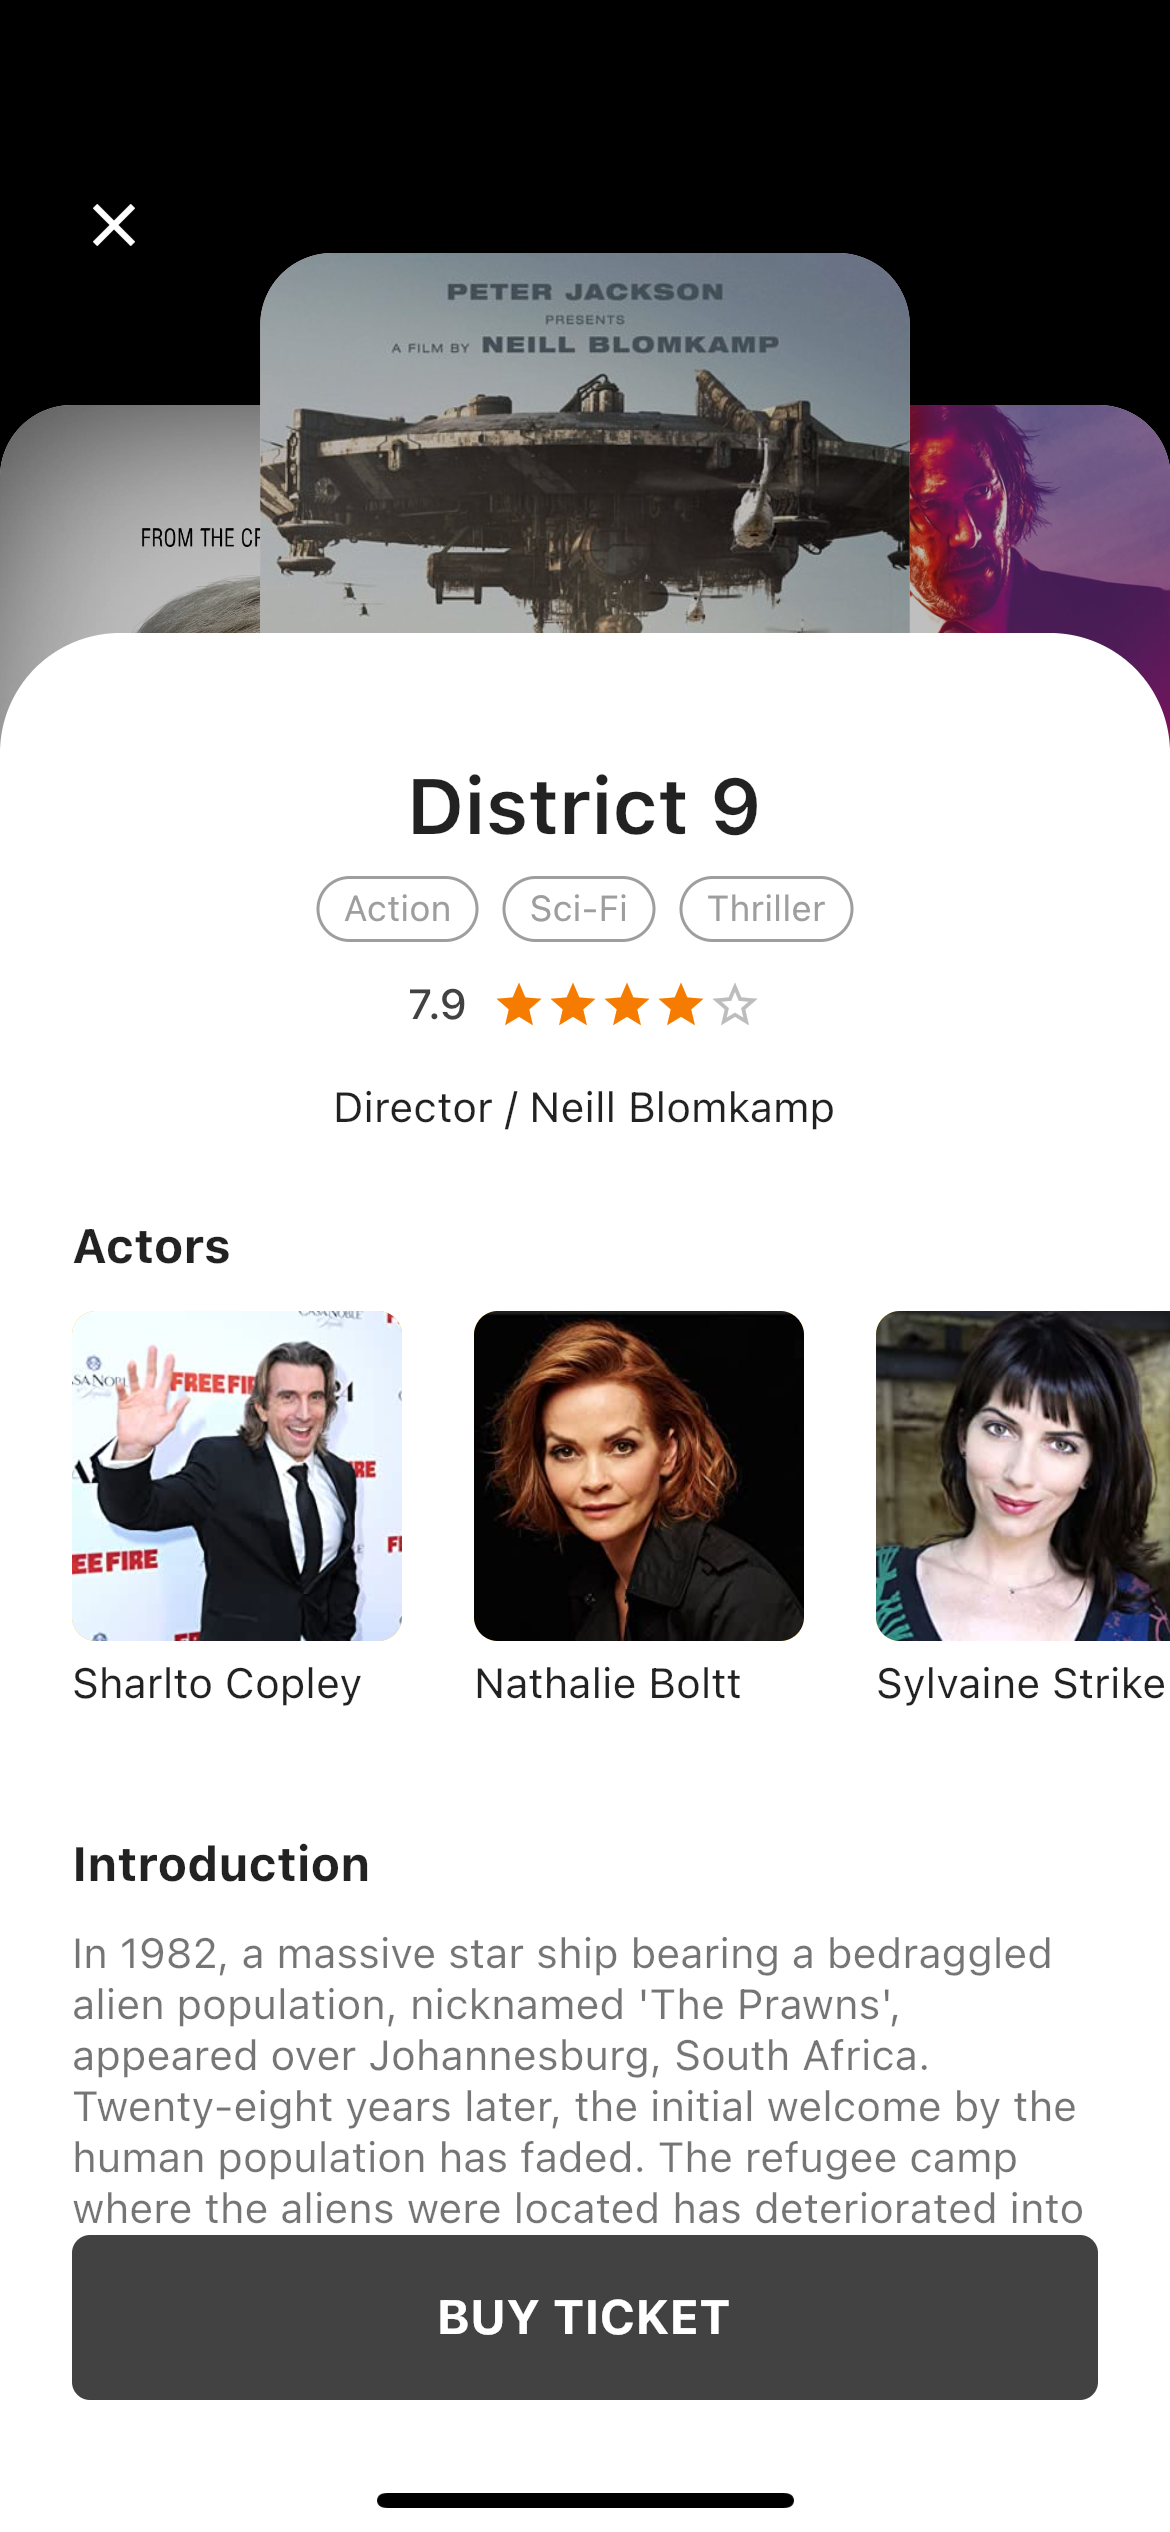 PETER JACKSON
PRESENTS
A FILM BY NEILL BLOMKAMP
FROM THE
District 9
Action Sci-Fi Thriller
7.9
Director / Neill Blomkamp
Actors
FREE
FREE FIRE
Sharlto Copley Nathalie Boltt Sylvaine Strike
Introduction
In 1982, a massive star ship bearing a bedraggled
alien population, nicknamed 'The Prawns',
appeared over Johannesburg, South Africa.
Twenty-eight years later, the initial welcome by the
human population has faded. The refugee camp
where the aliens were located has deteriorated into
BUY TICKET